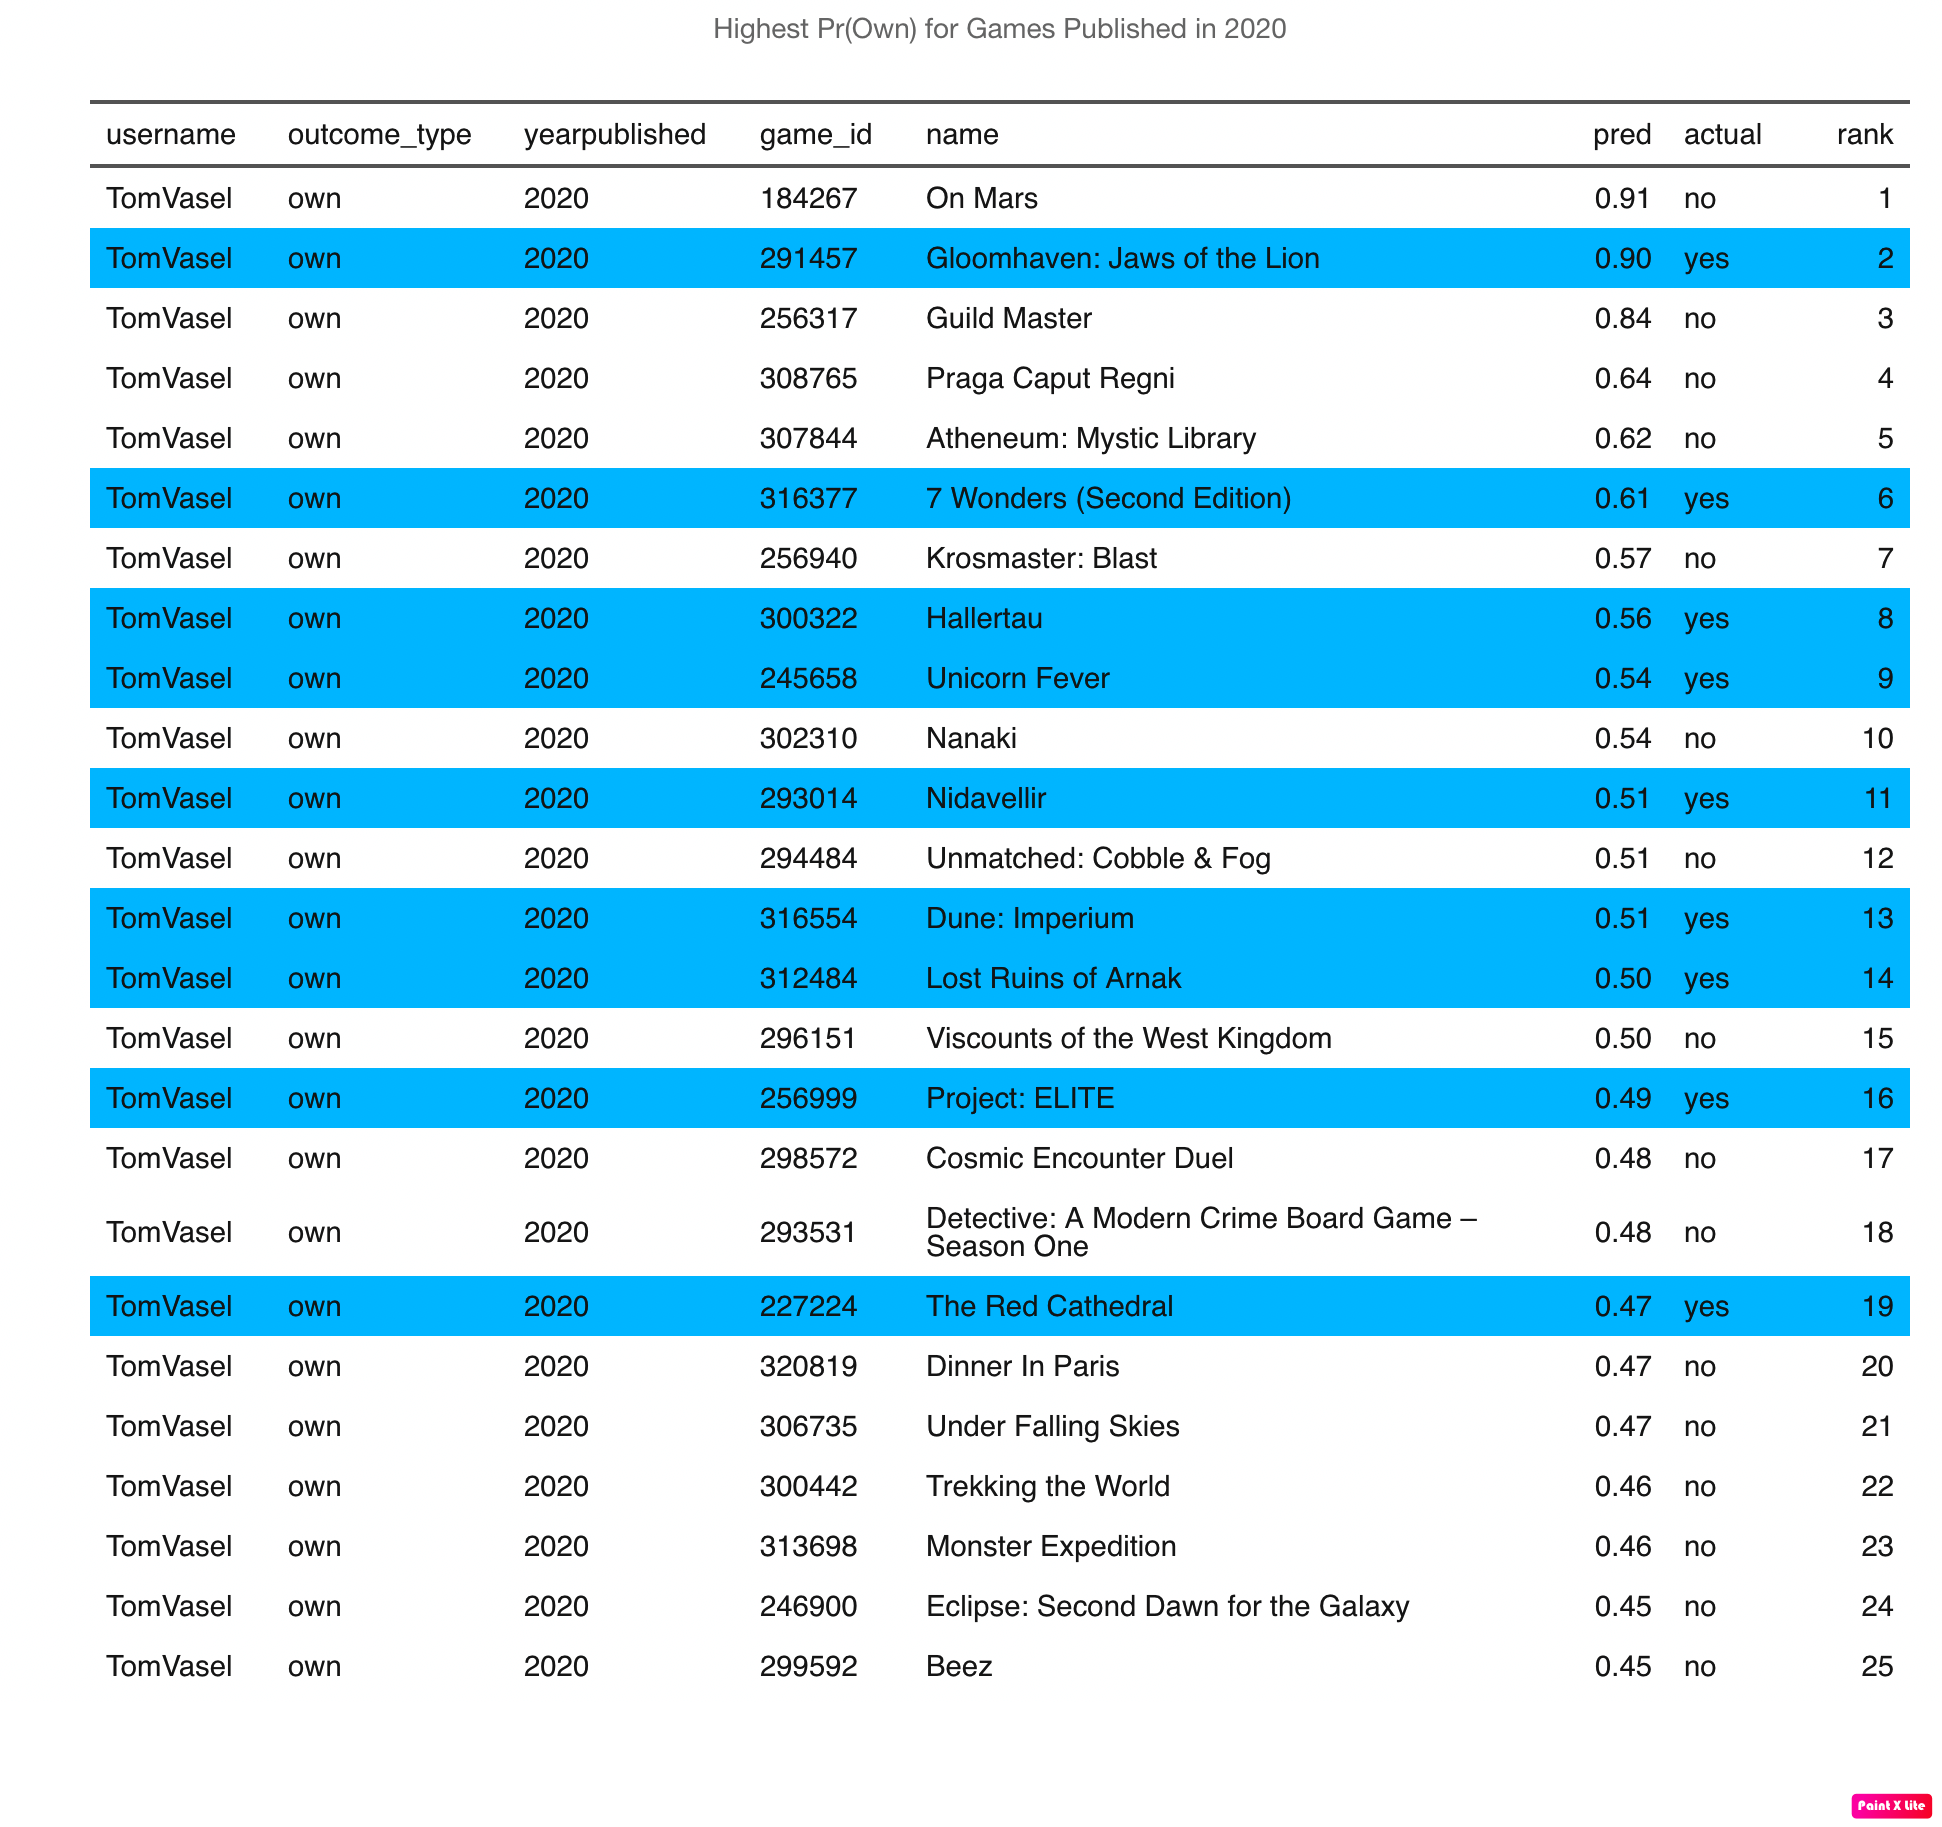 Highest Pr(Own) for Games Published in 2020
username outcome_type yearpublished game_id name pred actual rank
TomVasel own 2020 184267 On Mars 0.91 no 1
TomVasel own 2020 291457 Gloomhaven: Jaws of the Lion 0.90 yes 2
TomVasel own 2020 256317 Guild Master 0.84 no 3
TomVasel own 2020 308765 Praga Caput Regni 0.64 no 4
TomVasel own 2020 307844 Atheneum: Mystic Library 0.62 no 5
TomVasel own 2020 316377 7 Wonders (Second Edition) 0.61 yes 6
TomVasel own 2020 256940 Krosmaster: Blast 0.57 no 7
TomVasel own 2020 300322 Hallertau 0.56 yes 8
TomVasel own 2020 245658 Unicorn Fever 0.54 yes 9
TomVasel own 2020 302310 Nanaki 0.54 no 10
TomVasel own 2020 293014 Nidavellir 0.51 yes 11
TomVasel own 2020 294484 Unmatched: Cobble & Fog 0.51 no 12
TomVasel own 2020 316554 Dune: Imperium 0.51 yes 13
TomVasel own 2020 312484 Lost Ruins of Arnak 0.50 yes 14
TomVasel own 2020 296151 Viscounts of the West Kingdom 0.50 no 15
TomVasel own 2020 256999 Project: ELITE 0.49 yes 16
TomVasel own 2020 298572 Cosmic Encounter Duel 0.48 no 17
TomVasel own 2020 293531 Detective: A Modern Crime Board Game – 0.48 no 18
Season One
TomVasel own 2020 227224 The Red Cathedral 0.47 yes 19
TomVasel own 2020 320819 Dinner In Paris 0.47 no 20
TomVasel own 2020 306735 Under Falling Skies 0.47 no 21
TomVasel own 2020 300442 Trekking the World 0.46 no 22
TomVasel own 2020 313698 Monster Expedition 0.46 no 23
TomVasel own 2020 246900 Eclipse: Second Dawn for the Galaxy 0.45 no 24
TomVasel own 2020 299592 Beez 0.45 no 25
Paint X Lite